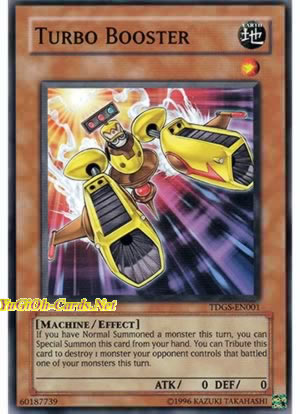 TURBO BOOSTER
EARTH
地
YuGiOh-Cards.Net
TDGS-EN001
[MACHINE / EFFECT]
If you have Normal Summoned a monster this turn, you can
Special Summon this card from your hand. You can Tribute this
card to destroy 1 monster your opponent controls that battled
one of your monsters this turn.
ATK/ 0 DEF/ 0
60187739 ©1996 KAZUKI TAKAHASHI